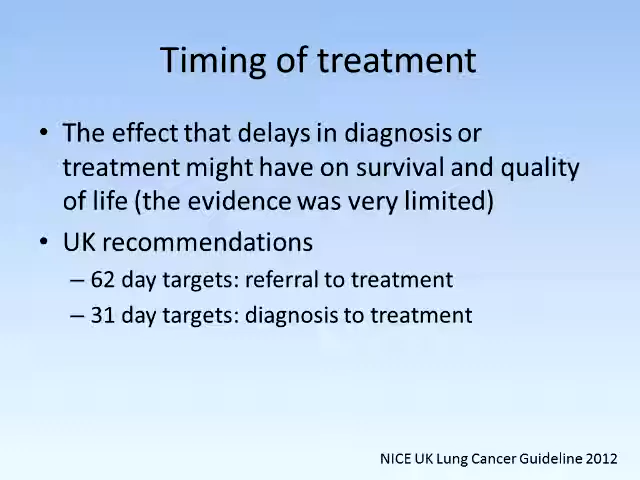 Timing of treatment
• The effect that delays in diagnosis or
treatment might have on survival and quality
of life (the evidence was very limited)
• UK recommendations
– 62 day targets: referral to treatment
– 31 day targets: diagnosis to treatment
NICE UK Lung Cancer Guideline 2012